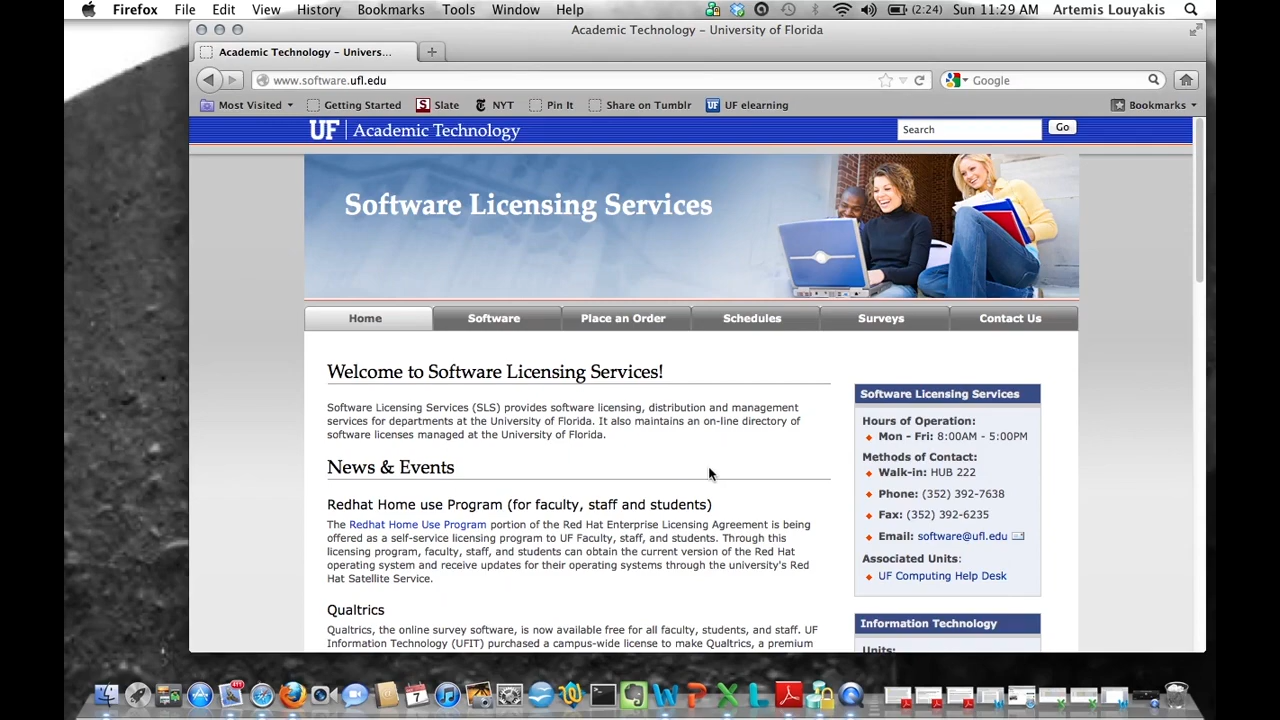 Firefox File Edit View History Bookmarks Tools Window Help (2:24) Sun 11:29 AM Artemis Louyakis
Academic Technology – University of Florida
Academic Technology – Univers...
www.software.ufl.edu Google
Most Visited Getting Started Slate NYT Pin It Share on Tumblr UF UF elearning Bookmarks
UF Academic Technology Search Go
Software Licensing Services
Home Software Place an Order Schedules Surveys Contact Us
Welcome to Software Licensing Services!
Software Licensing Services (SLS) provides software licensing, distribution and management
services for departments at the University of Florida. It also maintains an on-line directory of
software licenses managed at the University of Florida.
News & Events
Redhat Home use Program (for faculty, staff and students)
The Redhat Home Use Program portion of the Red Hat Enterprise Licensing Agreement is being
offered as a self-service licensing program to UF Faculty, staff, and students. Through this
licensing program, faculty, staff, and students can obtain the current version of the Red Hat
operating system and receive updates for their operating systems through the university's Red
Hat Satellite Service.
Qualtrics
Qualtrics, the online survey software, is now available free for all faculty, students, and staff. UF
Information Technology (UFIT) purchased a campus-wide license to make Qualtrics, a premium
Software Licensing Services
Hours of Operation:
Mon - Fri: 8:00AM - 5:00PM
Methods of Contact:
Walk-in: HUB 222
Phone: (352) 392-7638
Fax: (352) 392-6235
Email: software@ufl.edu
Associated Units:
UF Computing Help Desk
Information Technology
Units: